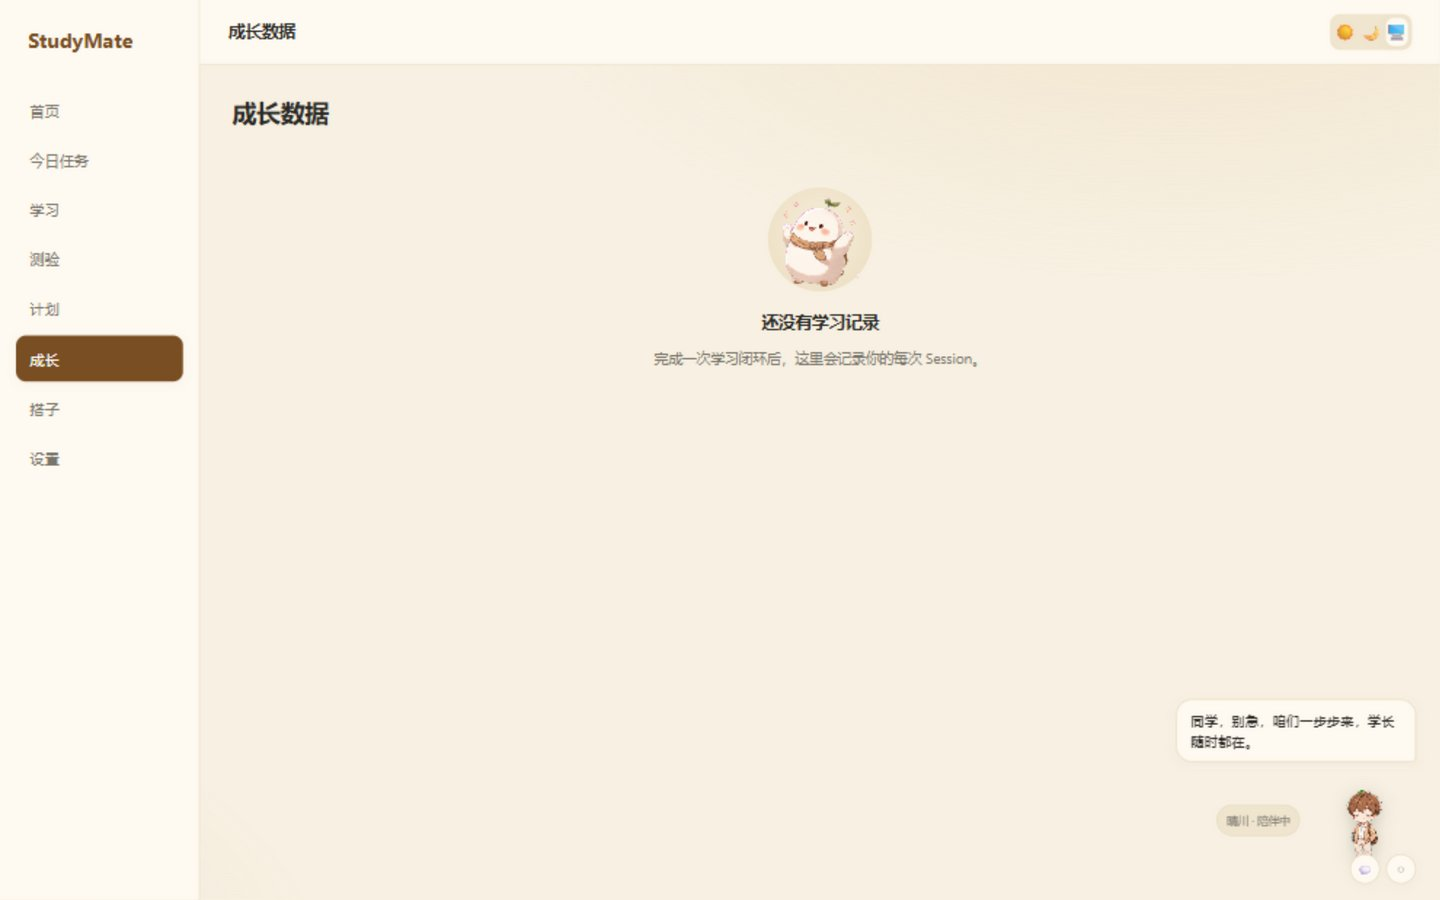 StudyMate
首页
今日任务
学习
测验
计划
成长
搭子
设置
成长数据
成长数据
还没有学习记录
完成一次学习闭环后，这里会记录你的每次 Session。
同学，别急，咱们一步步来，学长
随时都在。
晴川 · 陪伴中